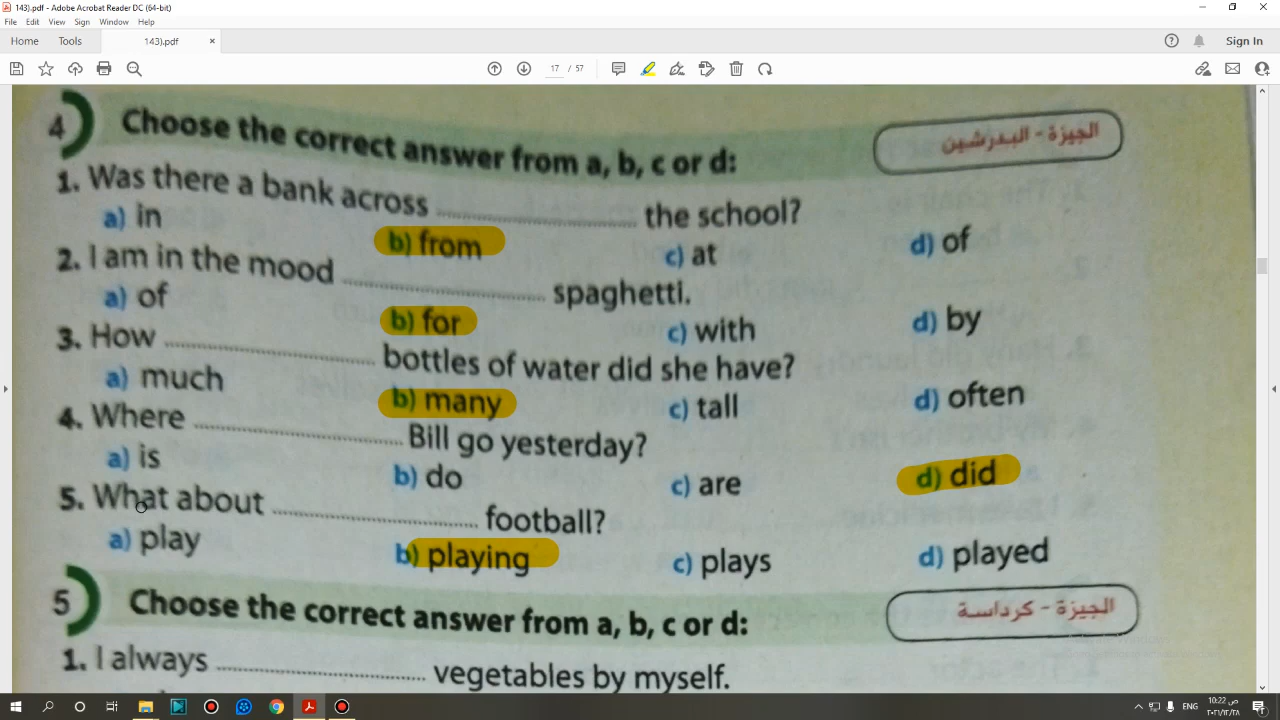 143).pdf - Adobe Acrobat Reader DC (64-bit)
File Edit View Sign Window Help
Home Tools 143).pdf × Sign In
17 / 57
4 Choose the correct answer from a, b, c or d: الجيزة - البدرشين
1. Was there a bank across ........................ the school?
a) in b) from c) at d) of
2. I am in the mood ........................ spaghetti.
a) of b) for c) with d) by
3. How ........................ bottles of water did she have?
a) much b) many c) tall d) often
4. Where ........................ Bill go yesterday?
a) is b) do c) are d) did
5. What about ........................ football?
a) play b) playing c) plays d) played
5 Choose the correct answer from a, b, c or d: الجيزة - كرداسة
1. I always ........................ vegetables by myself.
ENG 10:22 ص
٢٠٢١/١٢/٢٨